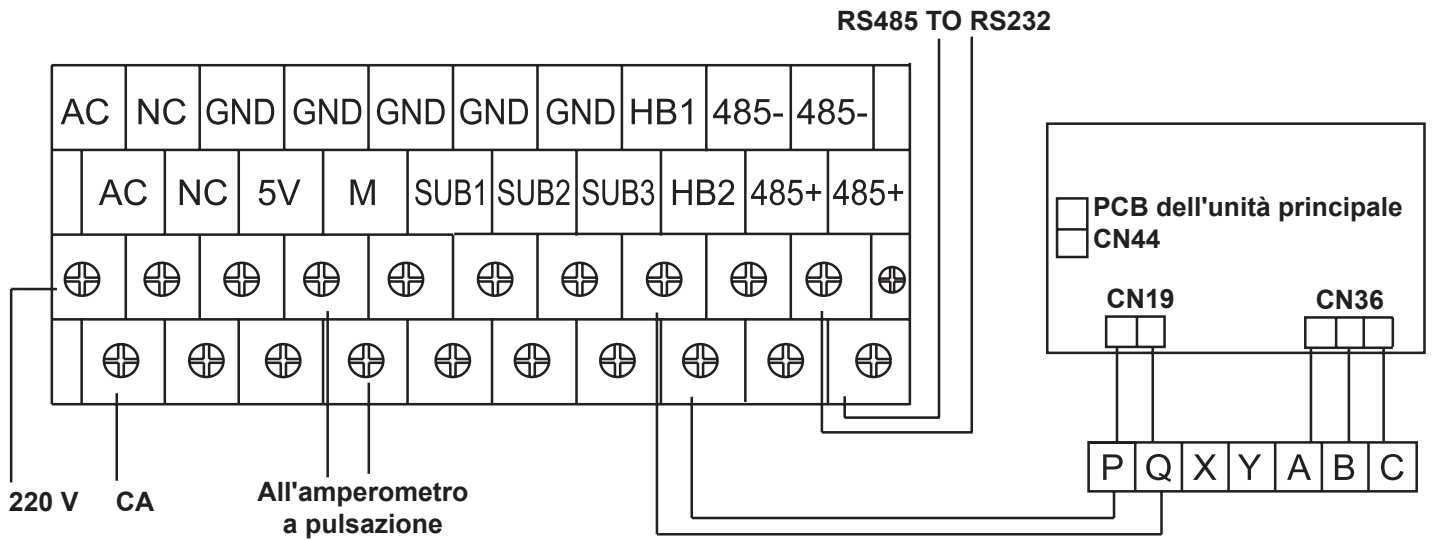 RS485 TO RS232
AC NC GND GND GND GND GND HB1 485- 485-
AC NC 5V M SUB1 SUB2 SUB3 HB2 485+ 485+
PCB dell'unità principale
CN44
CN19 CN36
P Q X Y A B C
220 V CA
All'amperometro
a pulsazione